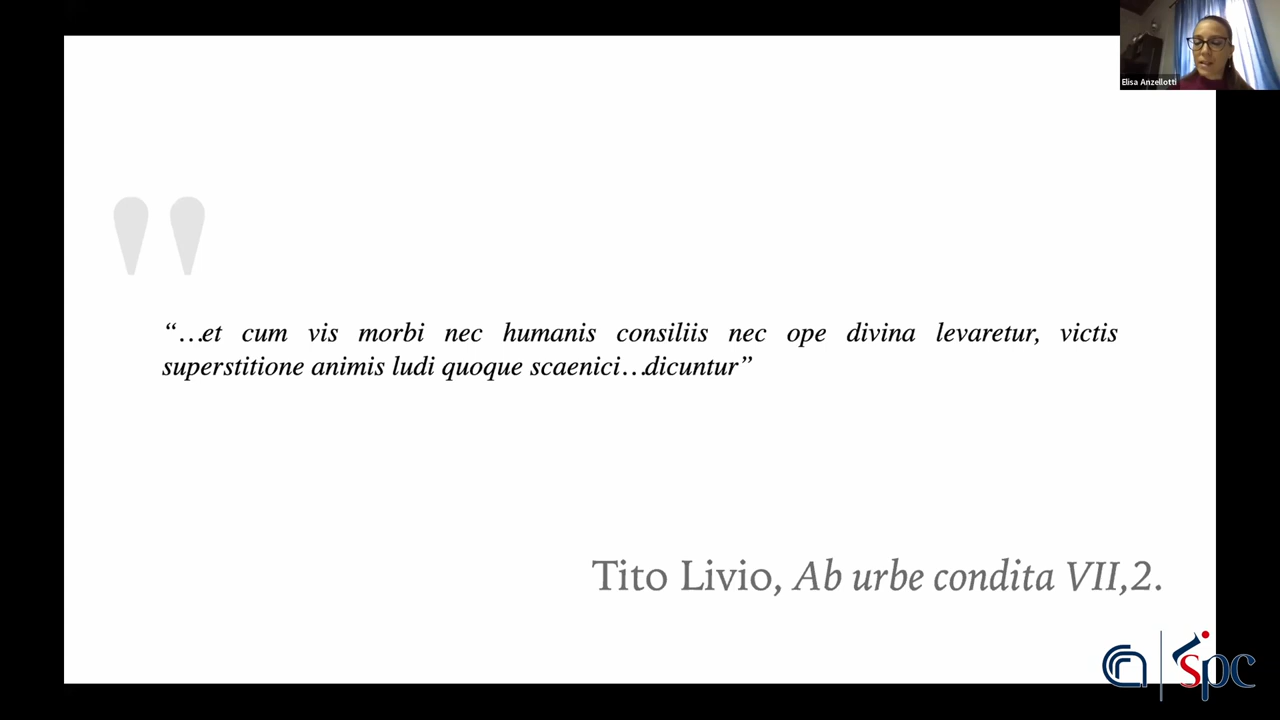 Elisa Anzellotti
"
“…et cum vis morbi nec humanis consiliis nec ope divina levaretur, victis
superstitione animis ludi quoque scaenici…dicuntur”
Tito Livio, Ab urbe condita VII,2.
spc